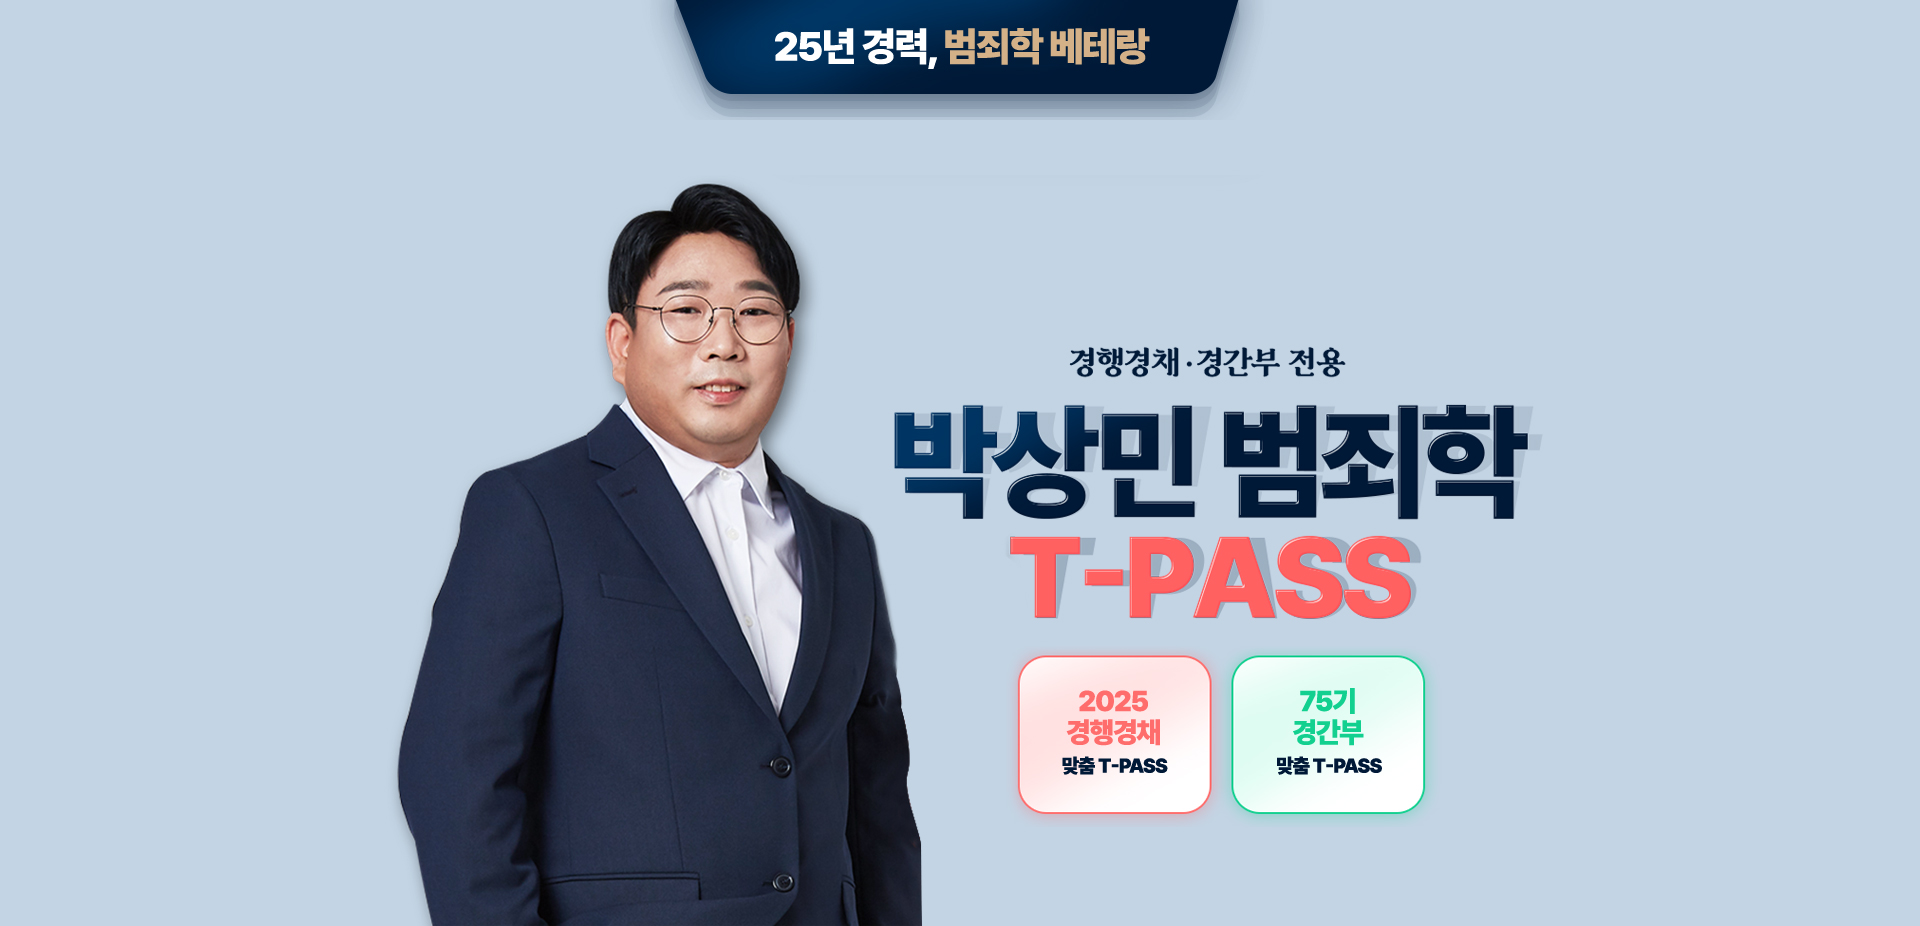 25년 경력, 범죄학 베테랑
경행경채·경간부 전용
박상민 범죄학
T-PASS
2025
경행경채
맞춤 T-PASS
75기
경간부
맞춤 T-PASS